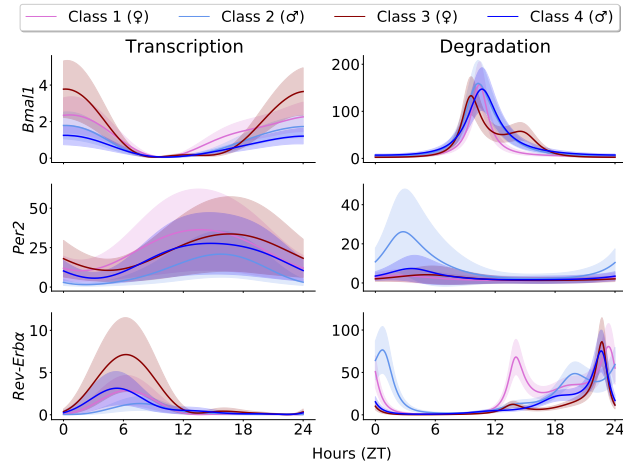 Class 1 (♀) Class 2 (♂) Class 3 (♀) Class 4 (♂)
Transcription Degradation
Bmal1
4
2
0
200
100
0
Per2
50
25
0
40
20
0
Rev-Erbα
10
5
0
100
50
0
0 6 12 18 24 0 6 12 18 24
Hours (ZT)